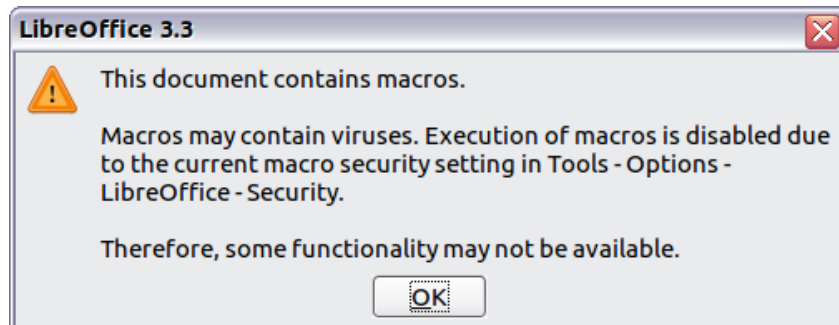 LibreOffice 3.3
This document contains macros.
Macros may contain viruses. Execution of macros is disabled due
to the current macro security setting in Tools - Options -
LibreOffice - Security.
Therefore, some functionality may not be available.
OK